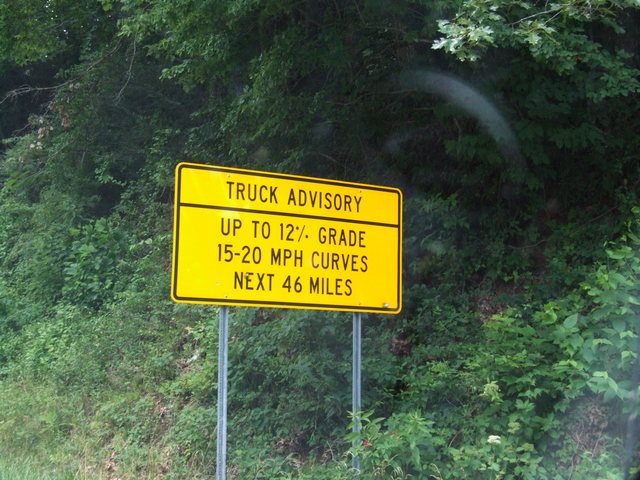 TRUCK ADVISORY
UP TO 12% GRADE
15-20 MPH CURVES
NEXT 46 MILES